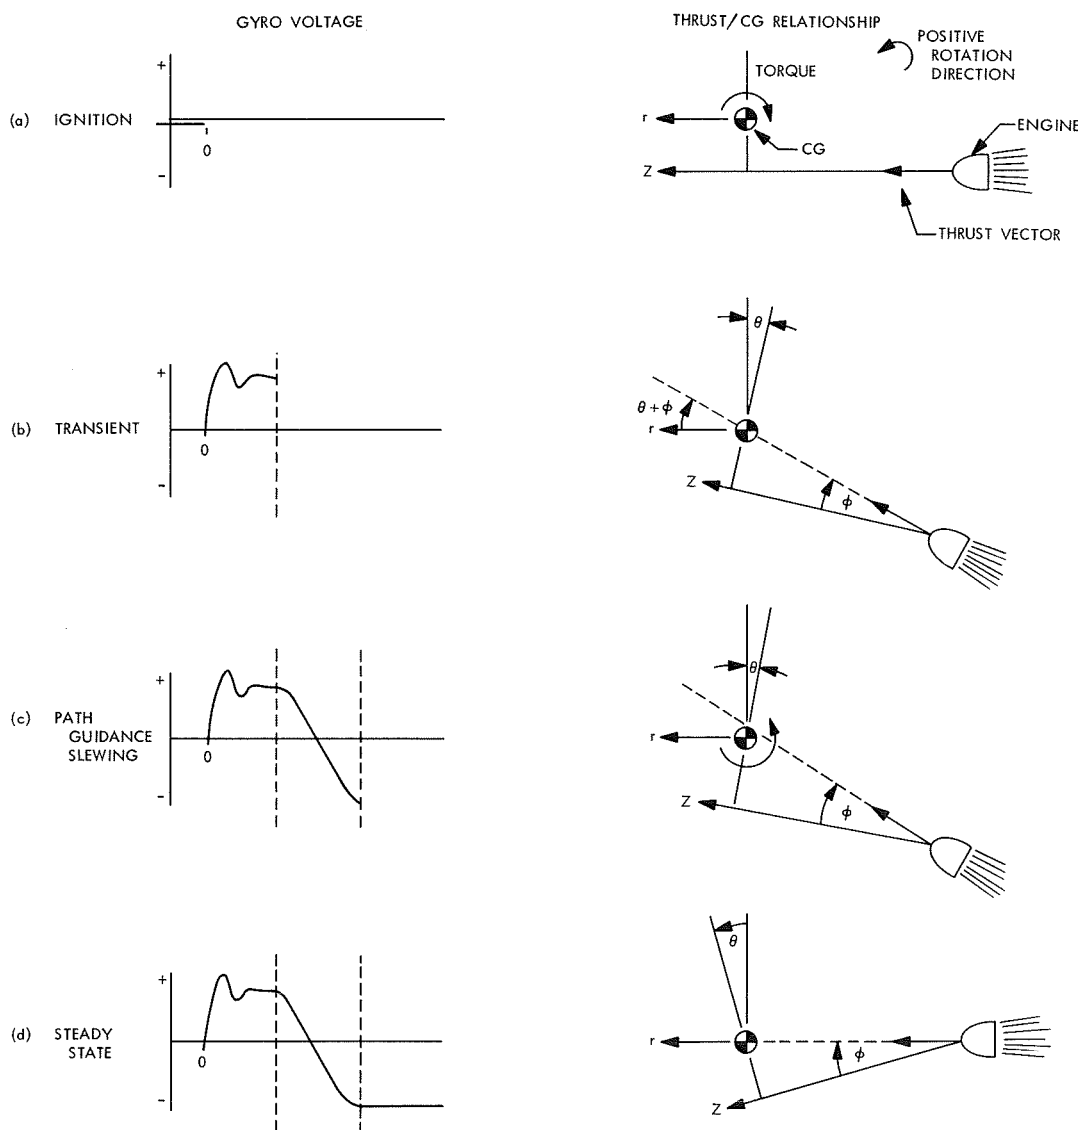 GYRO VOLTAGE
THRUST/CG RELATIONSHIP
POSITIVE
ROTATION
DIRECTION
(a) IGNITION
+
-
0
TORQUE
r
CG
Z
ENGINE
THRUST VECTOR
(b) TRANSIENT
+
-
0
θ
θ + ϕ
r
Z
ϕ
(c) PATH
GUIDANCE
SLEWING
+
-
0
θ
r
Z
ϕ
(d) STEADY
STATE
+
-
0
θ
r
ϕ
Z